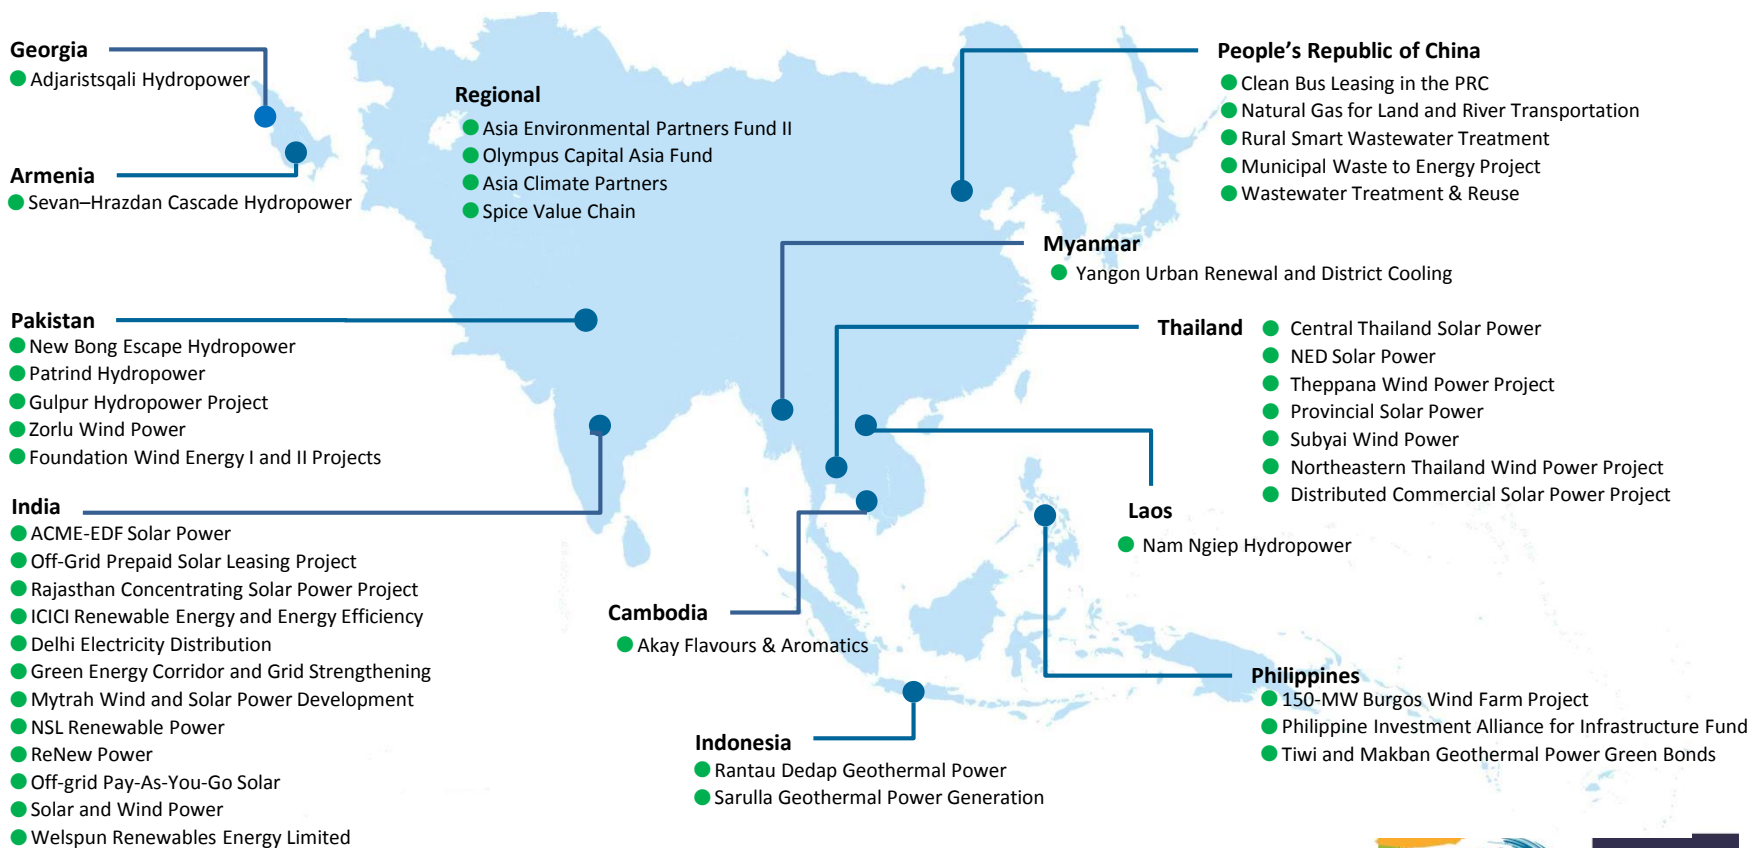 Georgia
Adjaristsqali Hydropower
Armenia
Sevan–Hrazdan Cascade Hydropower
Regional
Asia Environmental Partners Fund II
Olympus Capital Asia Fund
Asia Climate Partners
Spice Value Chain
People's Republic of China
Clean Bus Leasing in the PRC
Natural Gas for Land and River Transportation
Rural Smart Wastewater Treatment
Municipal Waste to Energy Project
Wastewater Treatment & Reuse
Myanmar
Yangon Urban Renewal and District Cooling
Pakistan
New Bong Escape Hydropower
Patrind Hydropower
Gulpur Hydropower Project
Zorlu Wind Power
Foundation Wind Energy I and II Projects
Thailand
Central Thailand Solar Power
NED Solar Power
Theppana Wind Power Project
Provincial Solar Power
Subyai Wind Power
Northeastern Thailand Wind Power Project
Distributed Commercial Solar Power Project
India
ACME-EDF Solar Power
Off-Grid Prepaid Solar Leasing Project
Rajasthan Concentrating Solar Power Project
ICICI Renewable Energy and Energy Efficiency
Delhi Electricity Distribution
Green Energy Corridor and Grid Strengthening
Mytrah Wind and Solar Power Development
NSL Renewable Power
ReNew Power
Off-grid Pay-As-You-Go Solar
Solar and Wind Power
Welspun Renewables Energy Limited
Laos
Nam Ngiep Hydropower
Cambodia
Akay Flavours & Aromatics
Indonesia
Rantau Dedap Geothermal Power
Sarulla Geothermal Power Generation
Philippines
150-MW Burgos Wind Farm Project
Philippine Investment Alliance for Infrastructure Fund
Tiwi and Makban Geothermal Power Green Bonds